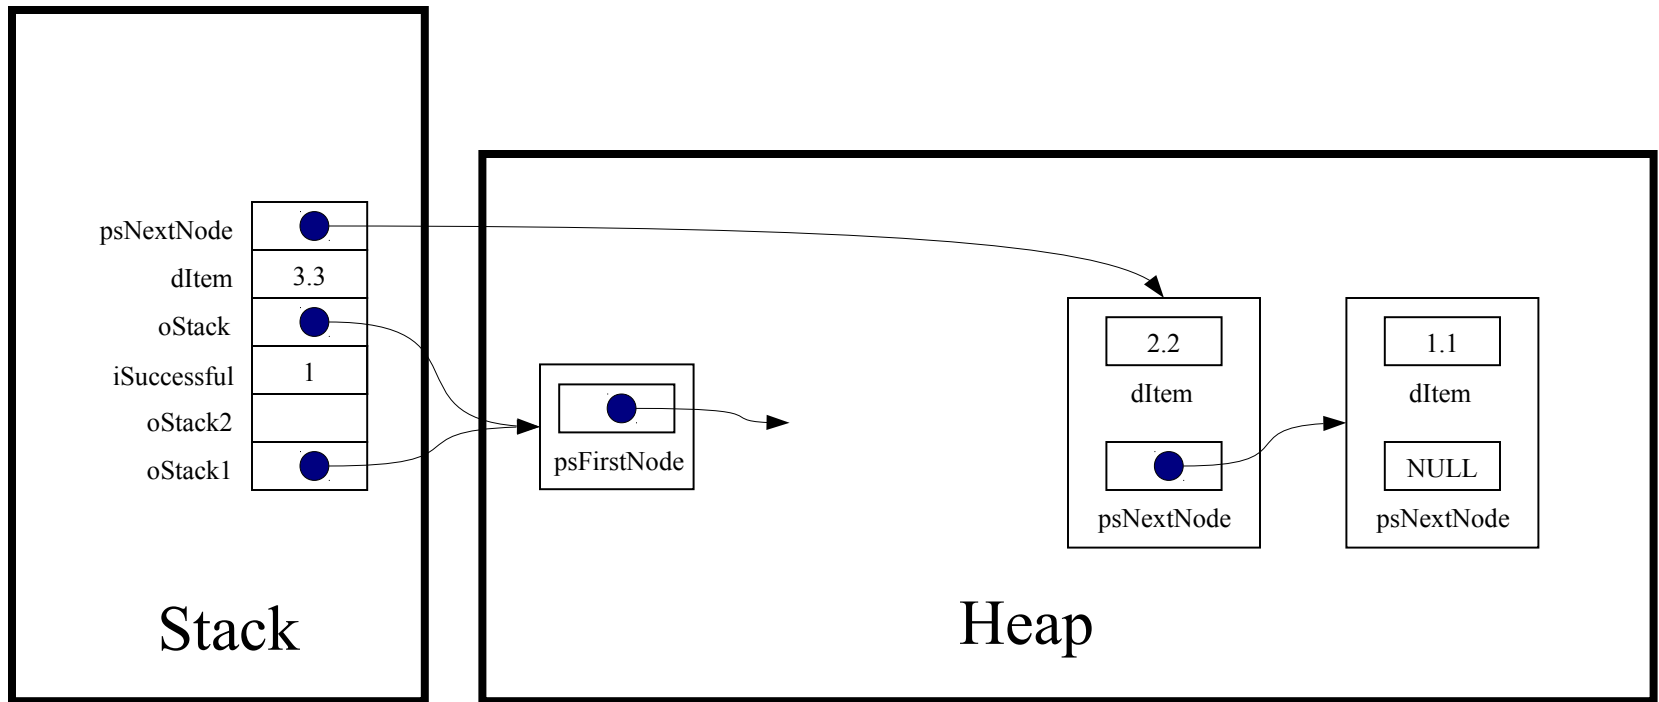 psNextNode
dItem 3.3
oStack
iSuccessful 1
oStack2
oStack1
Stack
psFirstNode
2.2
dItem
psNextNode
1.1
dItem
NULL
psNextNode
Heap